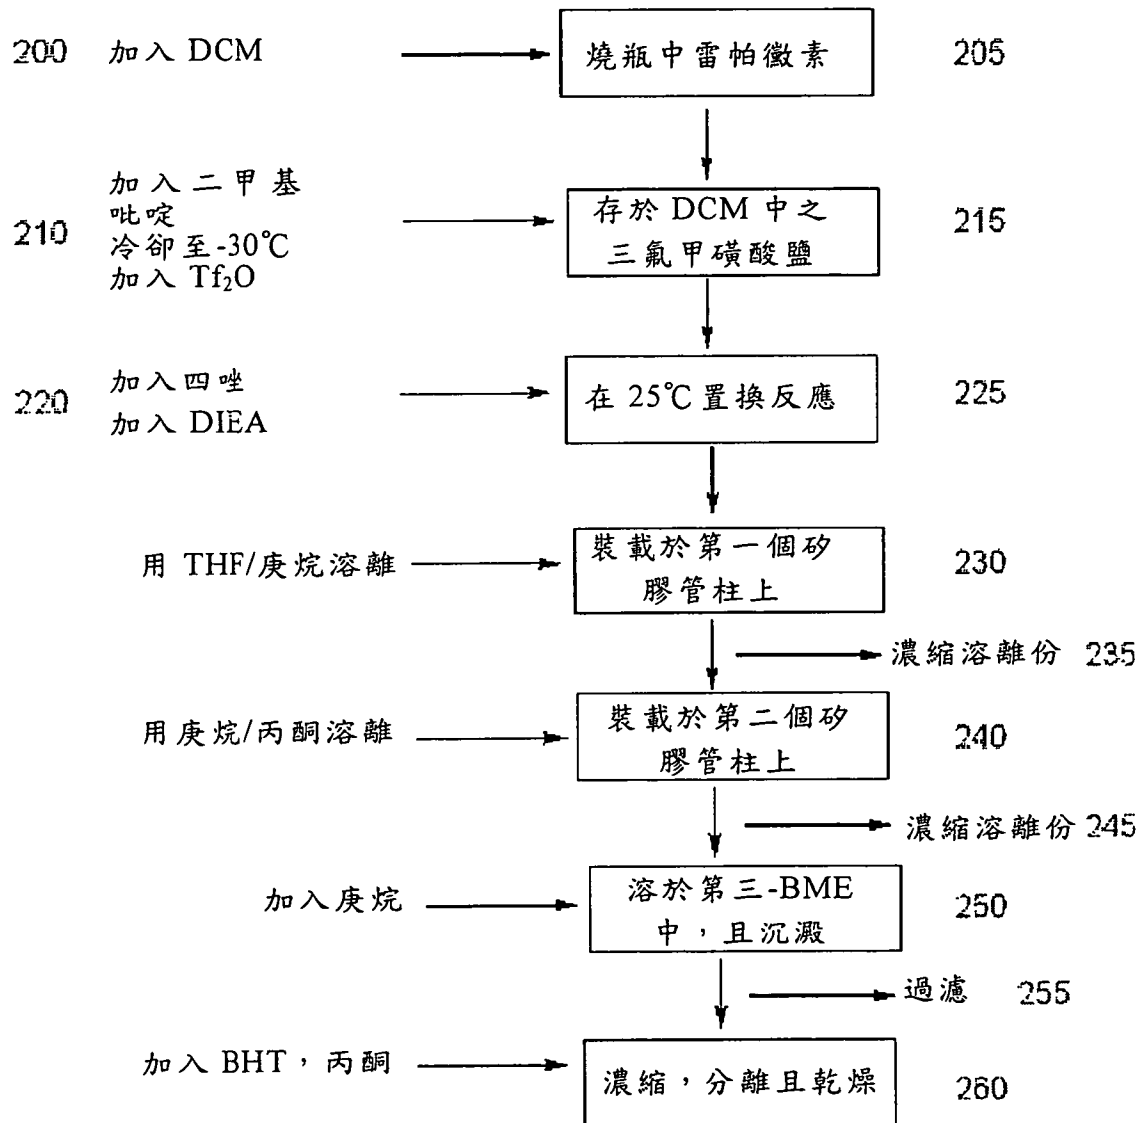 200 加入 DCM
燒瓶中雷帕黴素
205
加入二甲基
吡啶
冷卻至-30℃
加入 Tf₂O
210
存於 DCM 中之
三氟甲磺酸鹽
215
加入四唑
加入 DIEA
220
在 25℃ 置換反應
225
用 THF/庚烷溶離
裝載於第一個矽
膠管柱上
230
濃縮溶離份 235
用庚烷/丙酮溶離
裝載於第二個矽
膠管柱上
240
濃縮溶離份 245
加入庚烷
溶於第三-BME
中，且沉澱
250
過濾 255
加入 BHT，丙酮
濃縮，分離且乾燥
260